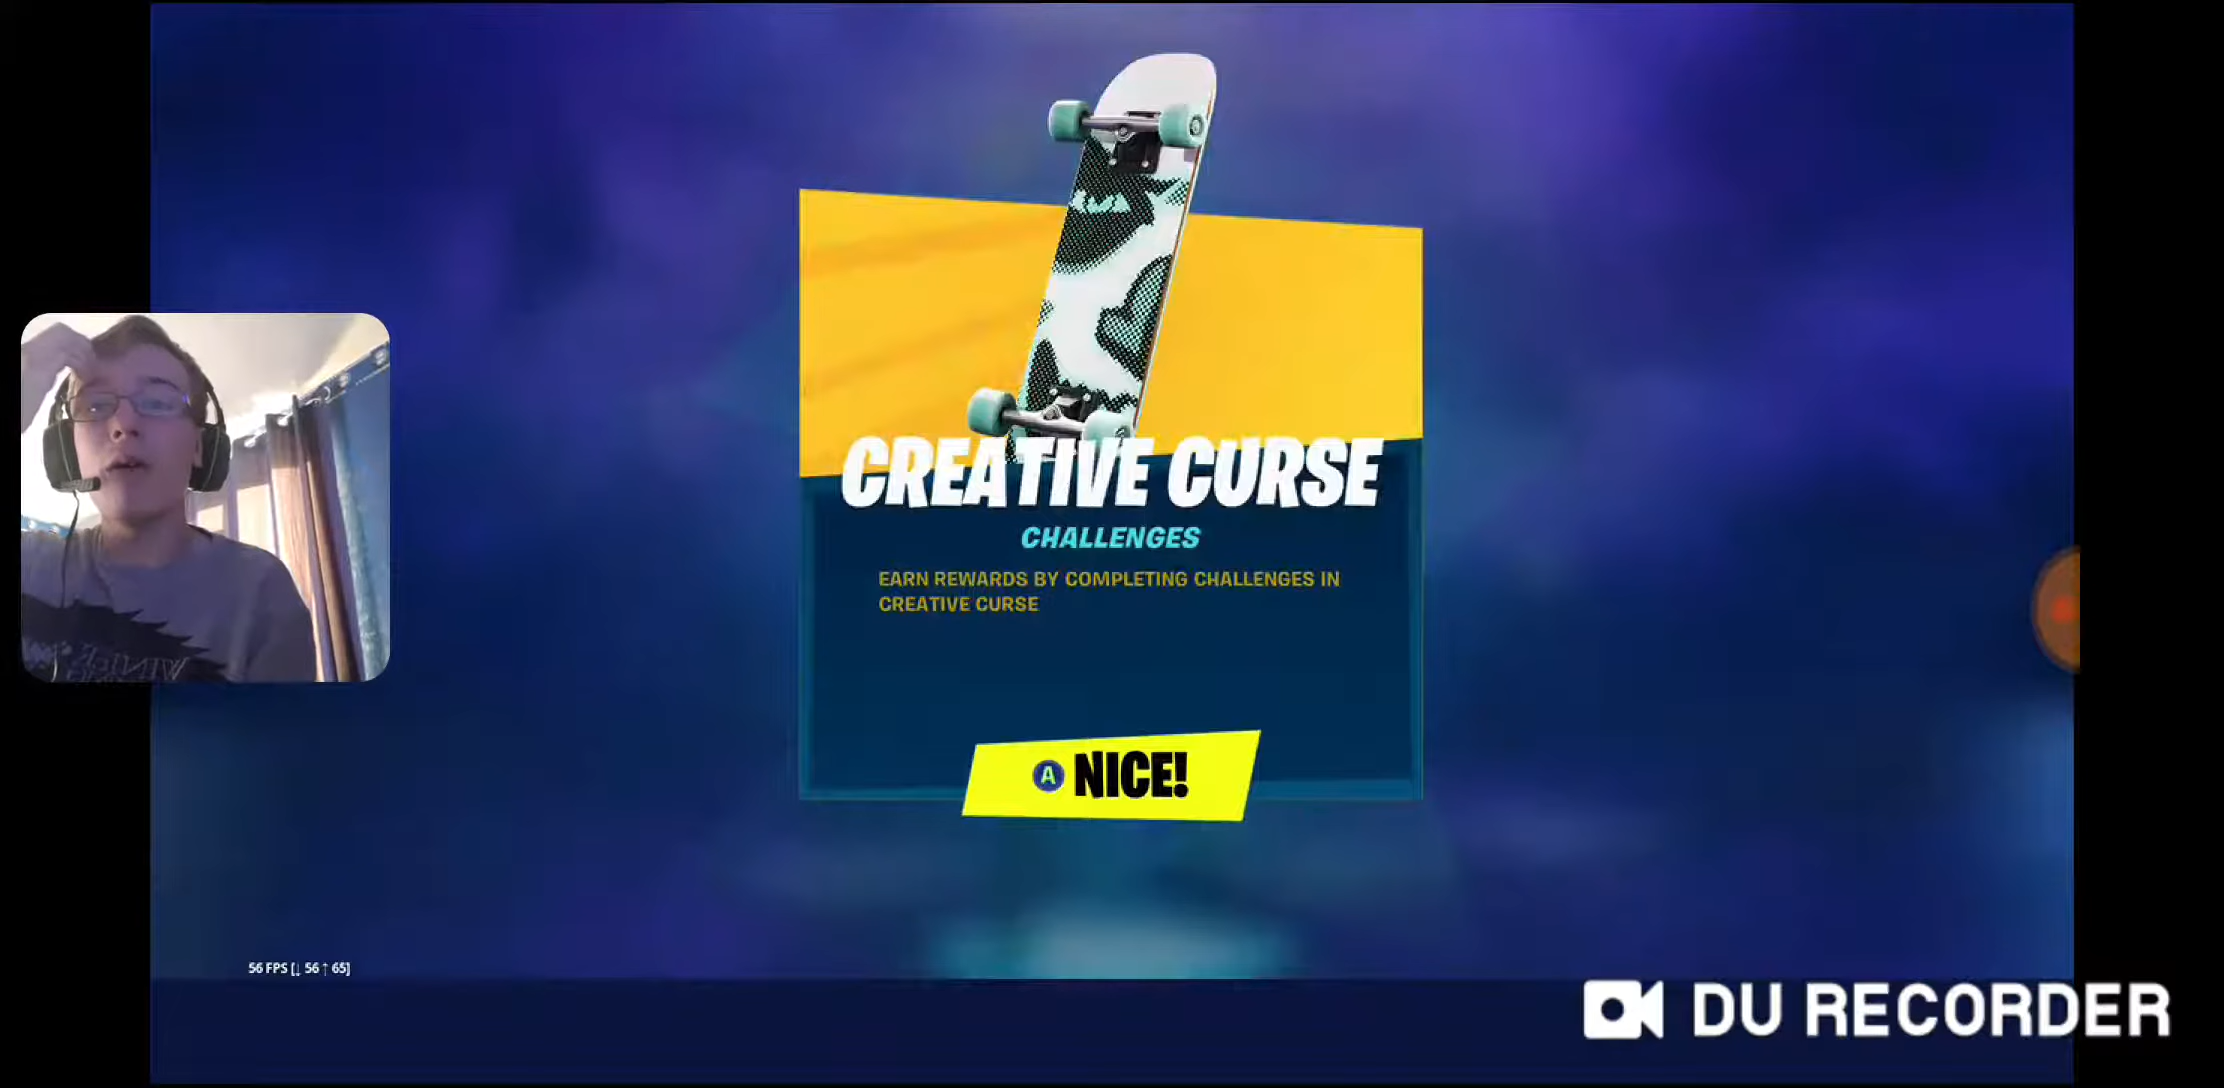 CREATIVE CURSE
CHALLENGES
EARN REWARDS BY COMPLETING CHALLENGES IN
CREATIVE CURSE
A NICE!
56 FPS [↓ 56 ↑ 65]
DU RECORDER